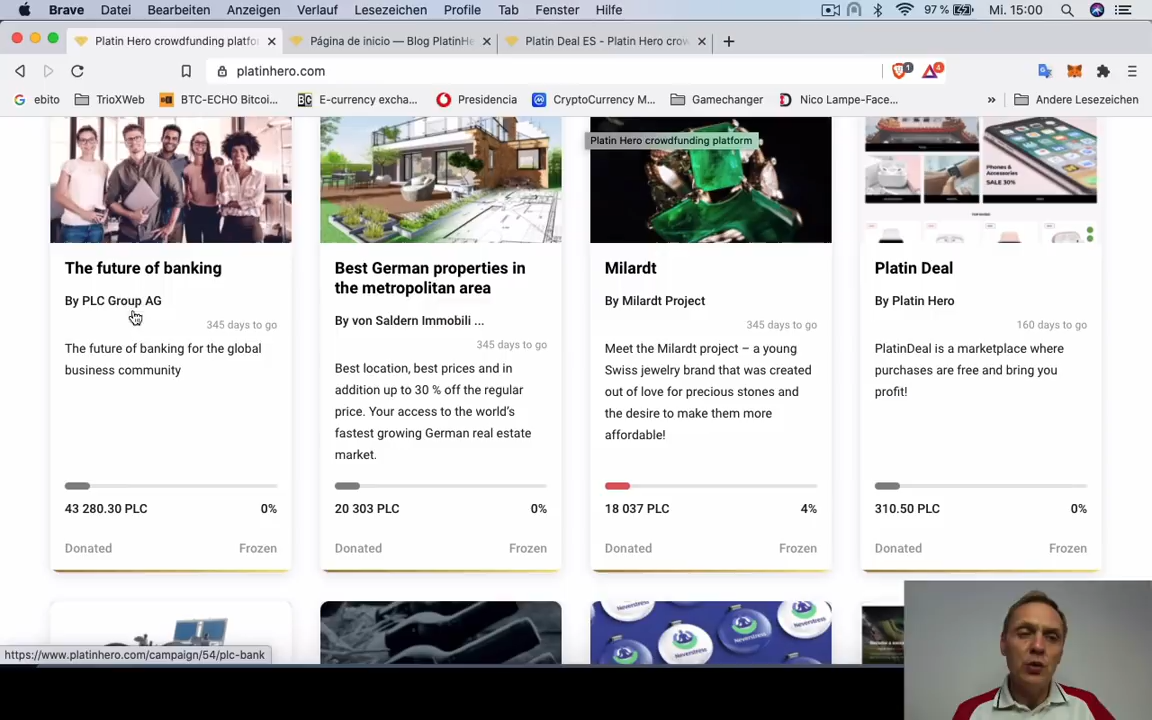 Brave Datei Bearbeiten Anzeigen Verlauf Lesezeichen Profile Tab Fenster Hilfe 97 % Mi. 15:00
Platin Hero crowdfunding platfo Página de inicio — Blog PlatinHe Platin Deal ES - Platin Hero crow
platinhero.com 1 4
ebito TrioXWeb BTC-ECHO Bitcoi... E-currency excha... Presidencia CryptoCurrency M... Gamechanger Nico Lampe-Face... » Andere Lesezeichen
Platin Hero crowdfunding platform
Phones &
Accessories
SALE 30%
The future of banking
By PLC Group AG
345 days to go
The future of banking for the global
business community
43 280.30 PLC 0%
Donated Frozen
Best German properties in
the metropolitan area
By von Saldern Immobili ...
345 days to go
Best location, best prices and in
addition up to 30 % off the regular
price. Your access to the world's
fastest growing German real estate
market.
20 303 PLC 0%
Donated Frozen
Milardt
By Milardt Project
345 days to go
Meet the Milardt project – a young
Swiss jewelry brand that was created
out of love for precious stones and
the desire to make them more
affordable!
18 037 PLC 4%
Donated Frozen
Platin Deal
By Platin Hero
160 days to go
PlatinDeal is a marketplace where
purchases are free and bring you
profit!
310.50 PLC 0%
Donated Frozen
Neverstress
https://www.platinhero.com/campaign/54/plc-bank